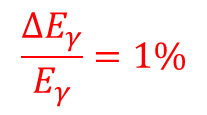 ΔE_γ / E_γ = 1%